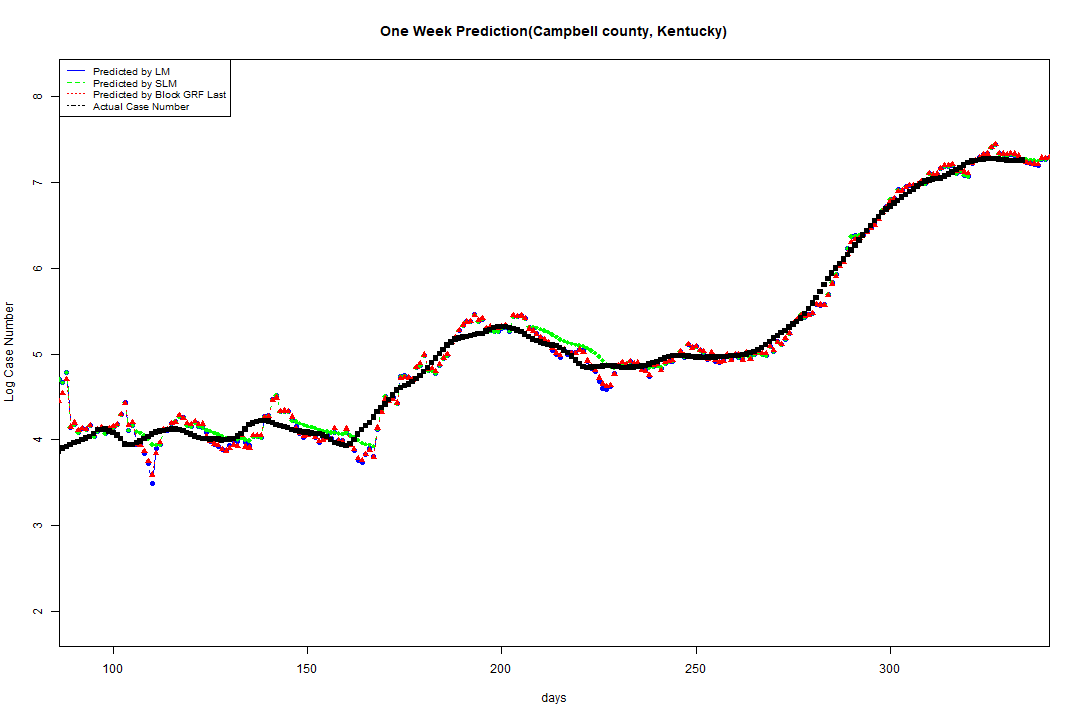 One Week Prediction(Campbell county, Kentucky)
Predicted by LM
Predicted by SLM
Predicted by Block GRF Last
Actual Case Number
8
7
6
5
4
3
2
Log Case Number
100
150
200
250
300
days